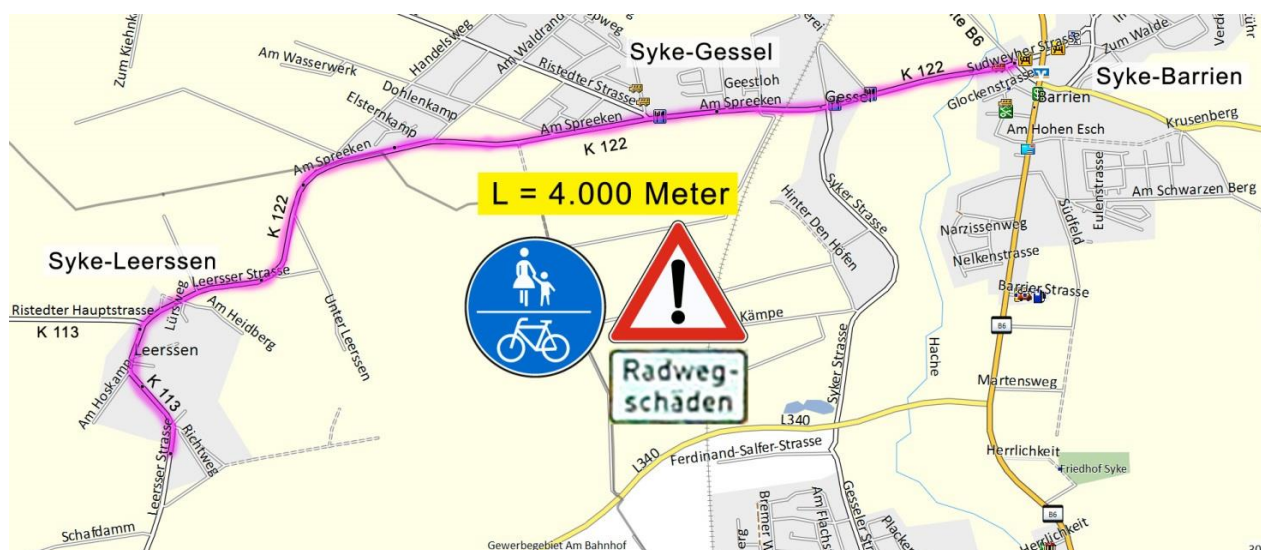 Syke-Gessel
Syke-Barrien
Syke-Leerssen
L = 4.000 Meter
Radweg-
schäden
Zum Kiehnk
Am Wasserwerk
Handelsweg
Am Waldrand
Ristedter Strasse
Dohlenkamp
Elsternkamp
Am Spreeken
Am Spreeken
Am Spreeken
Geestloh
Gessel
K 122
K 122
K 122
Sudweyher Strasse
B6
Zum Walde
Glockenstrasse
Barrien
Krusenberg
Am Hohen Esch
Eulenstrasse
Am Schwarzen Berg
Südfeld
Narzissenweg
Nelkenstrasse
Barrier Strasse
B6
Martensweg
Hache
Syker Strasse
Hinter Den Höfen
Kämpe
Syker Strasse
Leersser Strasse
Lürsweg
Am Heidberg
Unter Leerssen
Ristedter Hauptstrasse
K 113
Leerssen
Am Hoskamp
K 113
Richtweg
Leersser Strasse
Schafdamm
L340
L340
Ferdinand-Salfer-Strasse
Gesseler Strasse
Am Flachs
Bremer W
Placken
Gewerbegebiet Am Bahnhof
Herrlichkeit
Friedhof Syke
B6
Herrlichkeit